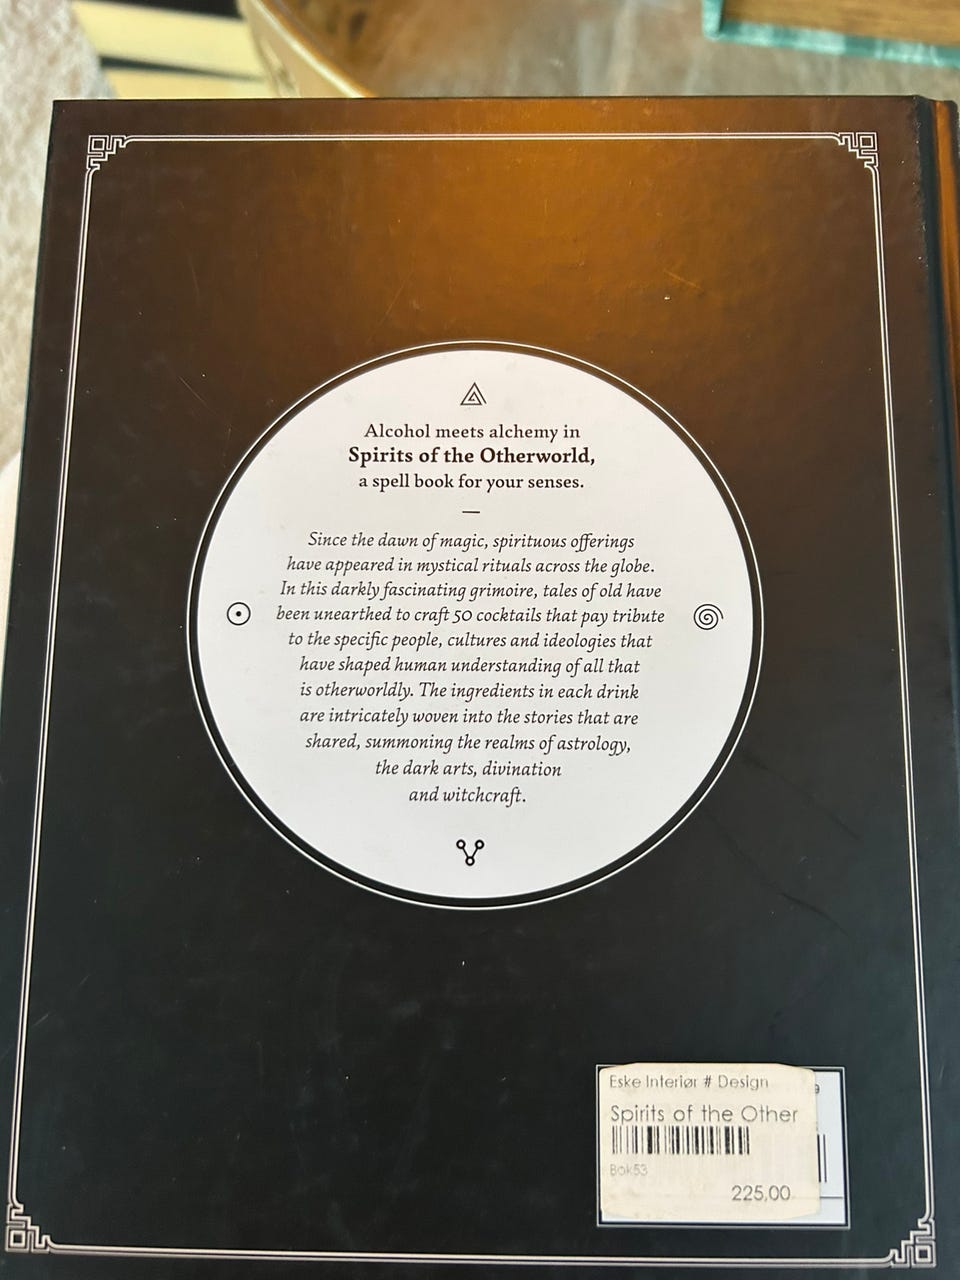 Alcohol meets alchemy in
Spirits of the Otherworld,
a spell book for your senses.
—
Since the dawn of magic, spirituous offerings
have appeared in mystical rituals across the globe.
In this darkly fascinating grimoire, tales of old have
been unearthed to craft 50 cocktails that pay tribute
to the specific people, cultures and ideologies that
have shaped human understanding of all that
is otherworldly. The ingredients in each drink
are intricately woven into the stories that are
shared, summoning the realms of astrology,
the dark arts, divination
and witchcraft.
Eske Interiør # Design
Spirits of the Other
Bok53
225,00